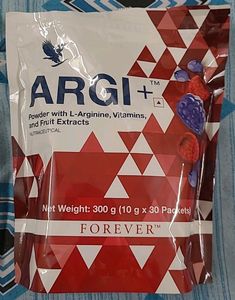 ARGI+™
Powder with L-Arginine, Vitamins,
and Fruit Extracts
NUTRACEUTICAL
Net Weight: 300 g (10 g x 30 Packets)
FOREVER™